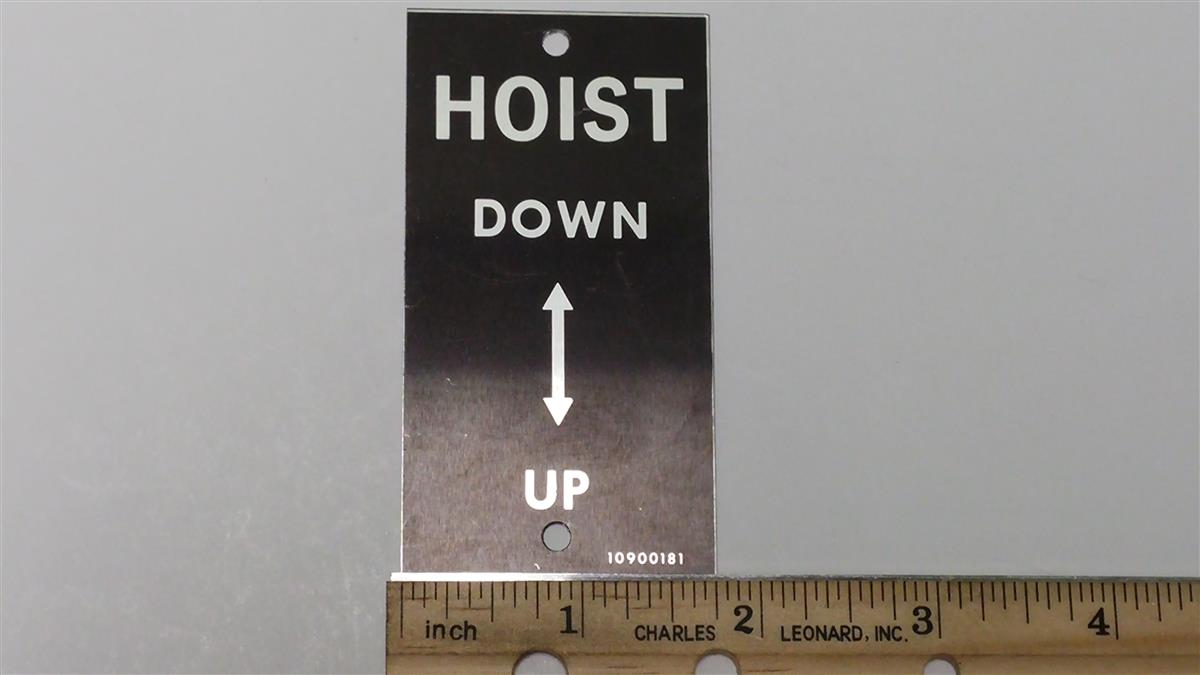 HOIST
DOWN
UP
10900181
1 2 3 4
inch CHARLES LEONARD, INC.